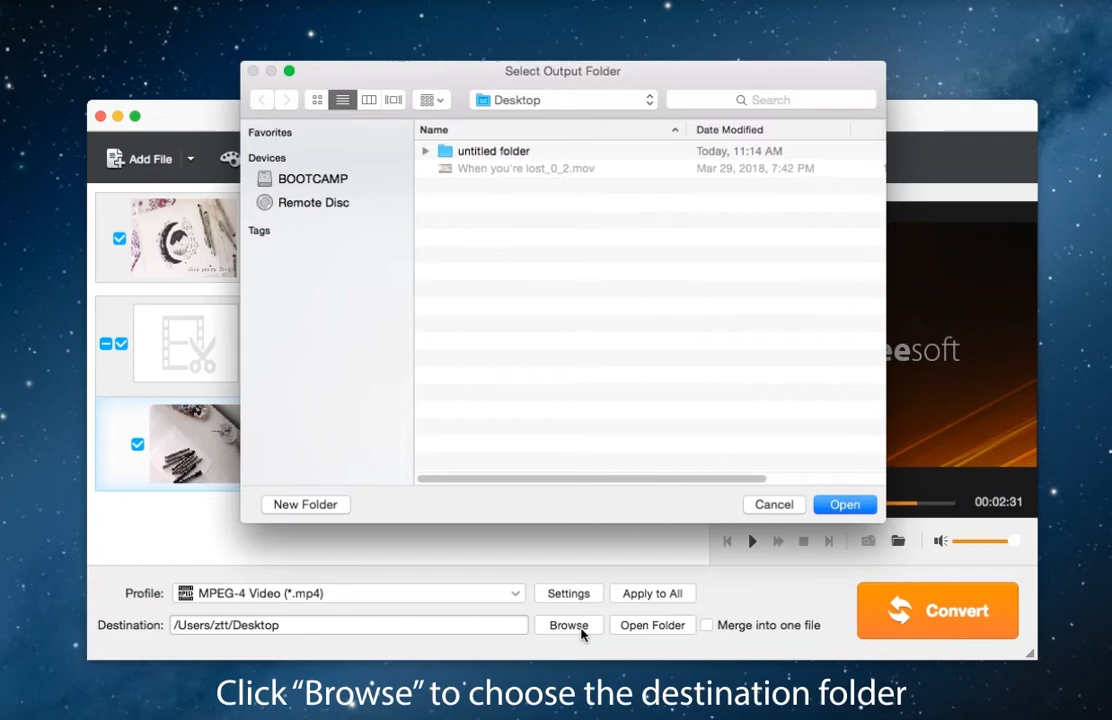 Select Output Folder
Desktop
Search
Favorites
Devices
BOOTCAMP
Remote Disc
Tags
Name
Date Modified
untitled folder
Today, 11:14 AM
When you're lost_0_2.mov
Mar 29, 2018, 7:42 PM
New Folder
Cancel
Open
Add File
eesoft
00:02:31
Profile:
MPEG-4 Video (*.mp4)
Settings
Apply to All
Destination:
/Users/ztt/Desktop
Browse
Open Folder
Merge into one file
Convert
Click “Browse” to choose the destination folder